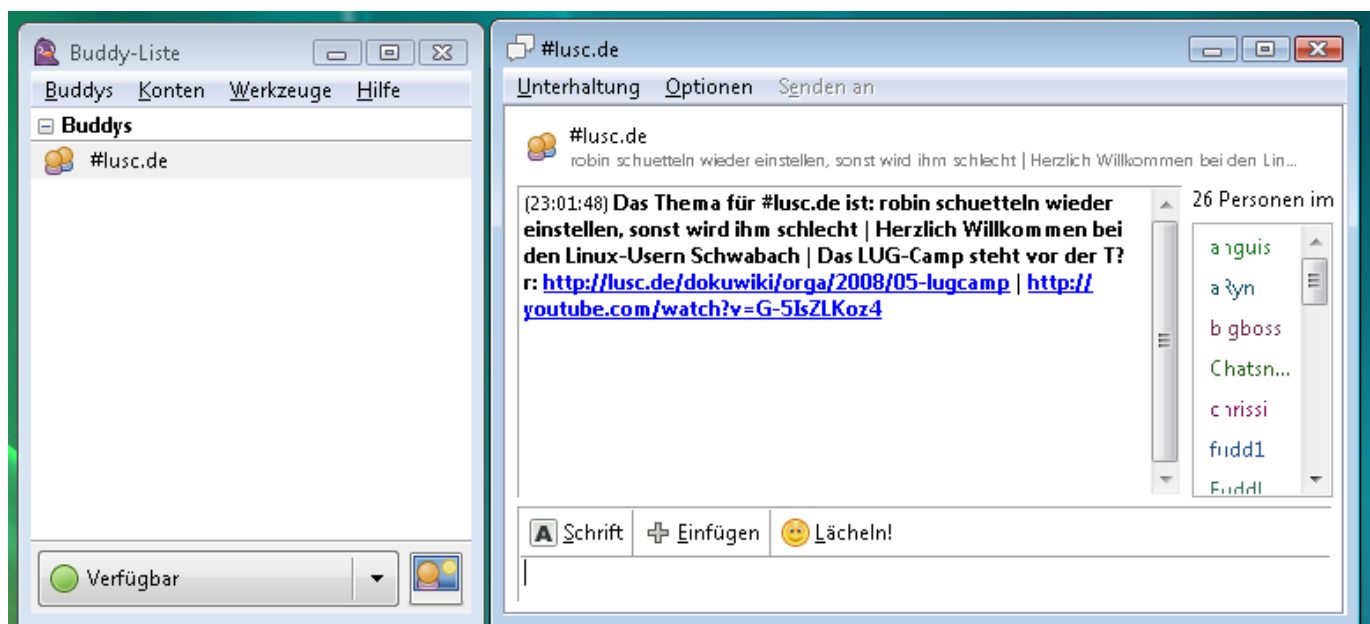 Buddy-Liste
Buddys Konten Werkzeuge Hilfe
Buddys
#lusc.de
Verfügbar
#lusc.de
Unterhaltung Optionen Senden an
#lusc.de
robin schuetteln wieder einstellen, sonst wird ihm schlecht | Herzlich Willkommen bei den Lin...
(23:01:48) Das Thema für #lusc.de ist: robin schuetteln wieder
einstellen, sonst wird ihm schlecht | Herzlich Willkommen bei
den Linux-Usern Schwabach | Das LUG-Camp steht vor der T?
r: http://lusc.de/dokuwiki/orga/2008/05-lugcamp | http://
youtube.com/watch?v=G-5IsZLKoz4
26 Personen im
anguis
aRyn
bigboss
Chatsn...
chrissi
fudd1
A Schrift Einfügen Lächeln!